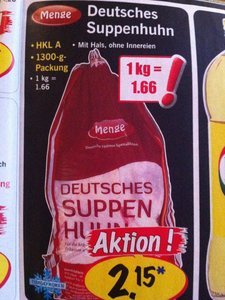 Menge
Deutsches
Suppenhuhn
• HKL A
• Mit Hals, ohne Innereien
• 1300-g-
Packung
• 1 kg =
1.66
1 kg =
1.66
!
Menge
DEUTSCHES
SUPPEN
HUHN
Aktion!
2.15*